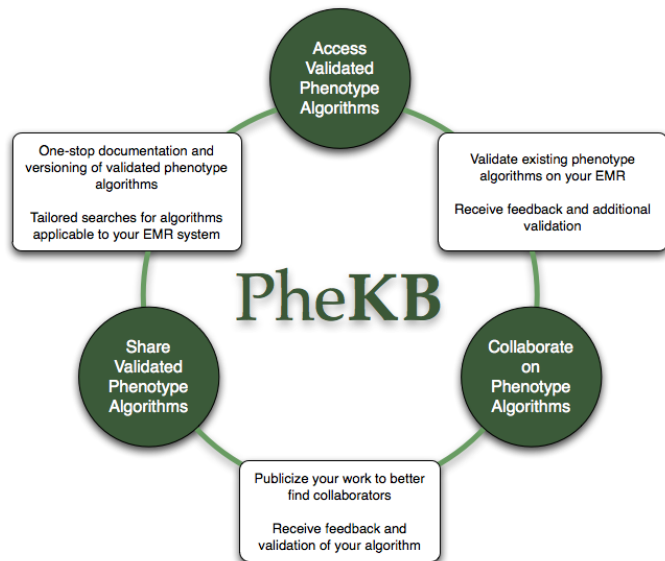 Access
Validated
Phenotype
Algorithms
One-stop documentation and
versioning of validated phenotype
algorithms
Tailored searches for algorithms
applicable to your EMR system
Validate existing phenotype
algorithms on your EMR
Receive feedback and additional
validation
PheKB
Share
Validated
Phenotype
Algorithms
Collaborate
on
Phenotype
Algorithms
Publicize your work to better
find collaborators
Receive feedback and
validation of your algorithm